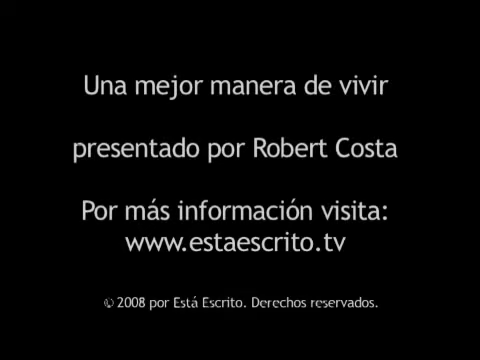 Una mejor manera de vivir
presentado por Robert Costa
Por más información visita:
www.estaescrito.tv
© 2008 por Está Escrito. Derechos reservados.